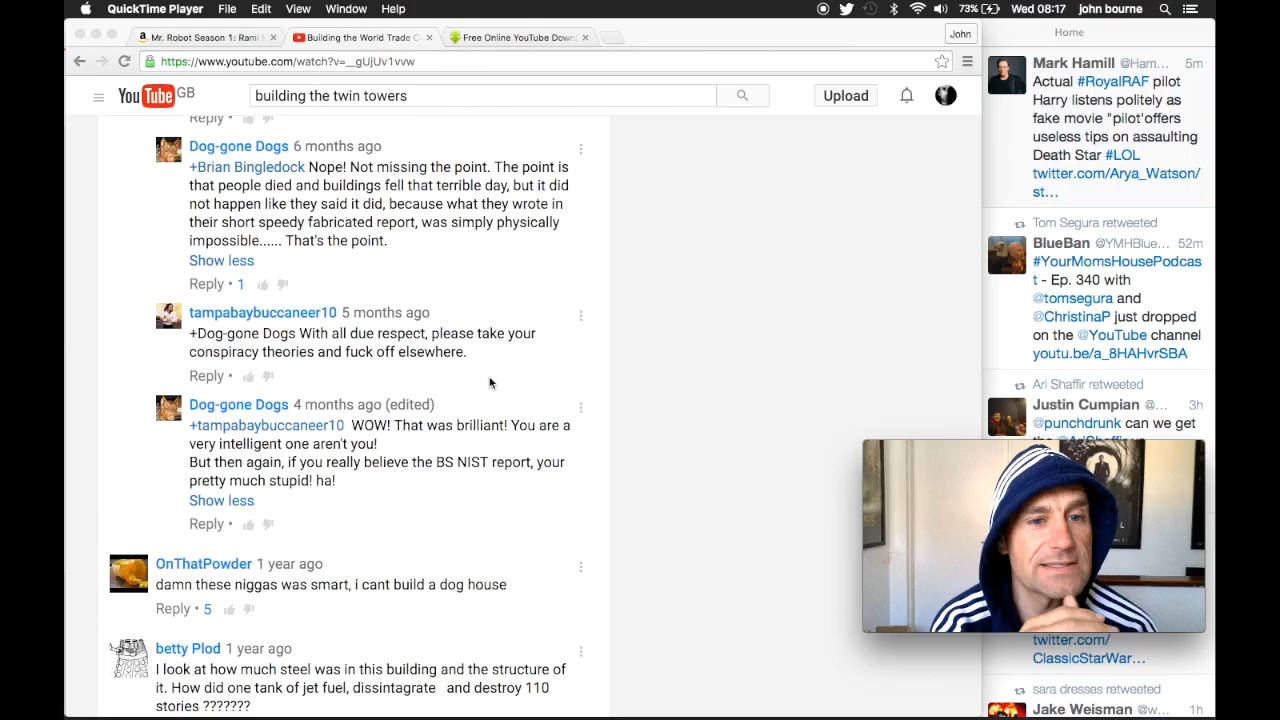 QuickTime Player File Edit View Window Help 73% Wed 08:17 john bourne
Mr. Robot Season 1: Rami M
Building the World Trade C
Free Online YouTube Down
John
https://www.youtube.com/watch?v=__gUjUv1vvw
YouTube GB
building the twin towers
Upload
Reply •
Dog-gone Dogs 6 months ago
+Brian Bingledock Nope! Not missing the point. The point is
that people died and buildings fell that terrible day, but it did
not happen like they said it did, because what they wrote in
their short speedy fabricated report, was simply physically
impossible...... That's the point.
Show less
Reply • 1
tampabaybuccaneer10 5 months ago
+Dog-gone Dogs With all due respect, please take your
conspiracy theories and fuck off elsewhere.
Reply •
Dog-gone Dogs 4 months ago (edited)
+tampabaybuccaneer10 WOW! That was brilliant! You are a
very intelligent one aren't you!
But then again, if you really believe the BS NIST report, your
pretty much stupid! ha!
Show less
Reply •
OnThatPowder 1 year ago
damn these niggas was smart, i cant build a dog house
Reply • 5
betty Plod 1 year ago
I look at how much steel was in this building and the structure of
it. How did one tank of jet fuel, dissintagrate and destroy 110
stories ???????
Home
Mark Hamill @Ham... 5m
Actual #RoyalRAF pilot
Harry listens politely as
fake movie "pilot'offers
useless tips on assaulting
Death Star #LOL
twitter.com/Arya_Watson/
st...
Tom Segura retweeted
BlueBan @YMHBlue... 52m
#YourMomsHousePodcas
t - Ep. 340 with
@tomsegura and
@ChristinaP just dropped
on the @YouTube channel
youtu.be/a_8HAHvrSBA
Ari Shaffir retweeted
Justin Cumpian @... 3h
@punchdrunk can we get
the @AriShaffir
twitter.com/
ClassicStarWar...
sara dresses retweeted
Jake Weisman @w... 1h